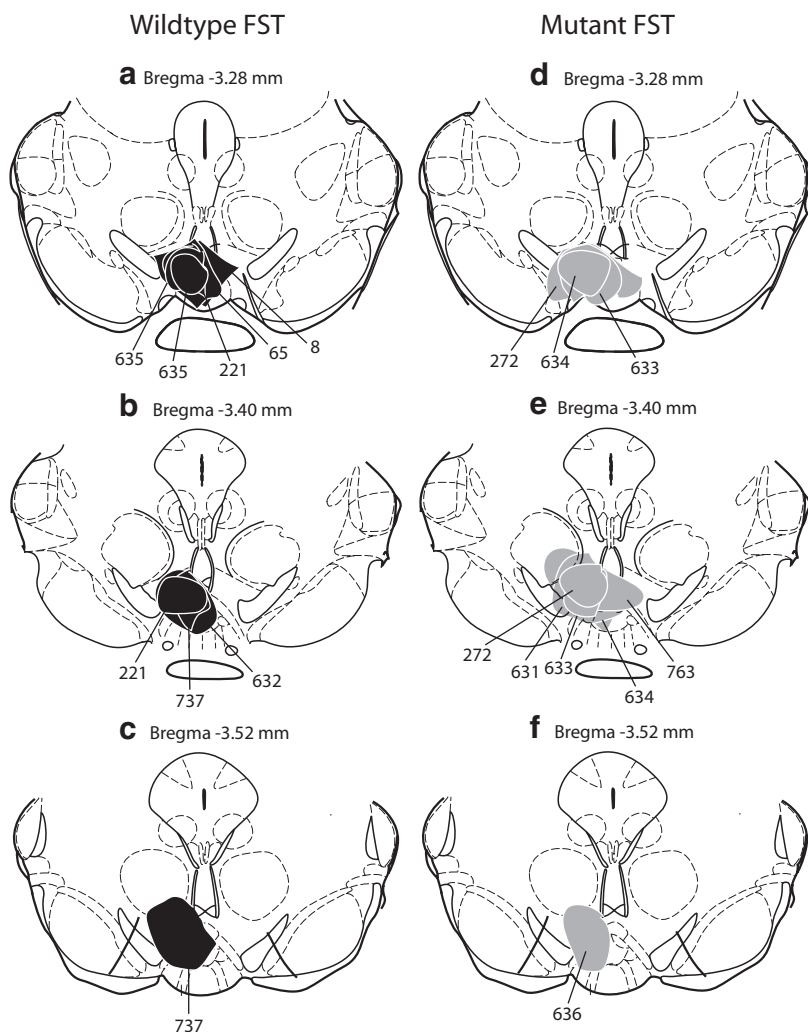 Wildtype FST
Mutant FST
a Bregma -3.28 mm
d Bregma -3.28 mm
635
635
221
65
8
272
634
633
b Bregma -3.40 mm
e Bregma -3.40 mm
221
737
632
272
631
633
634
763
c Bregma -3.52 mm
f Bregma -3.52 mm
737
636